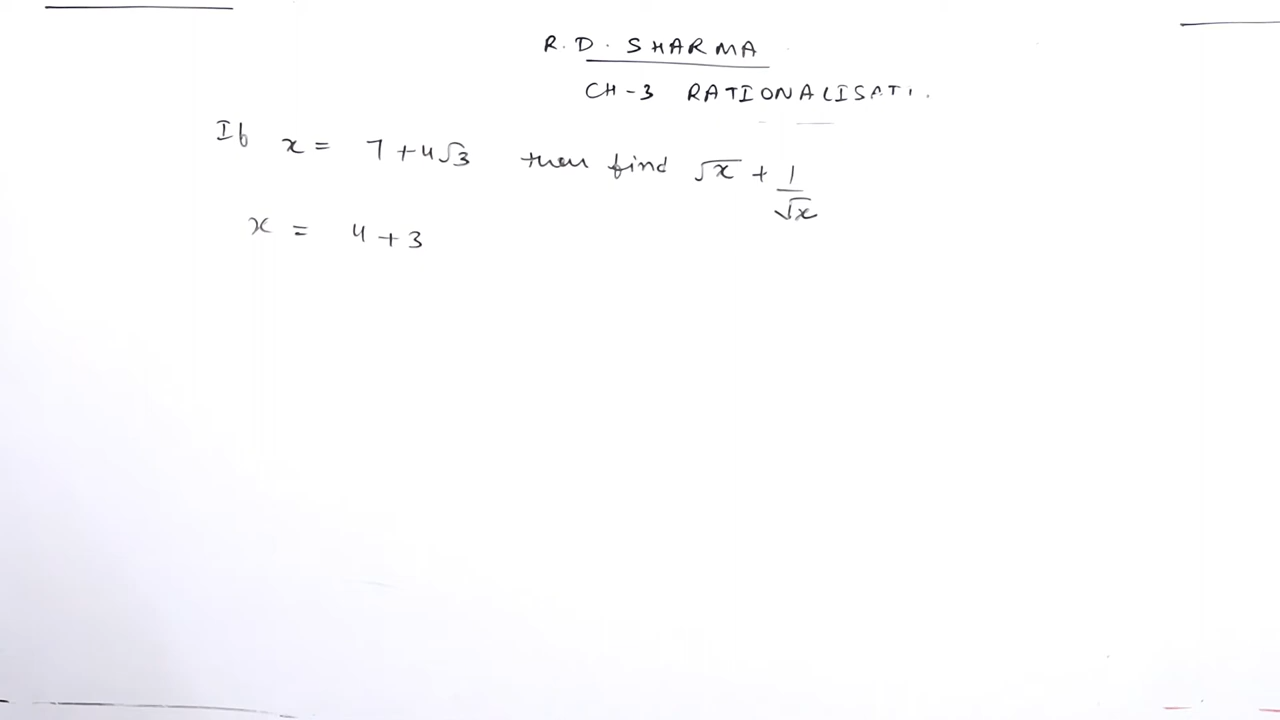 R. D. SHARMA
CH-3 RATIONALISATI
If x = 7 + 4√3 then find √x + 1/√x
x = 4 + 3